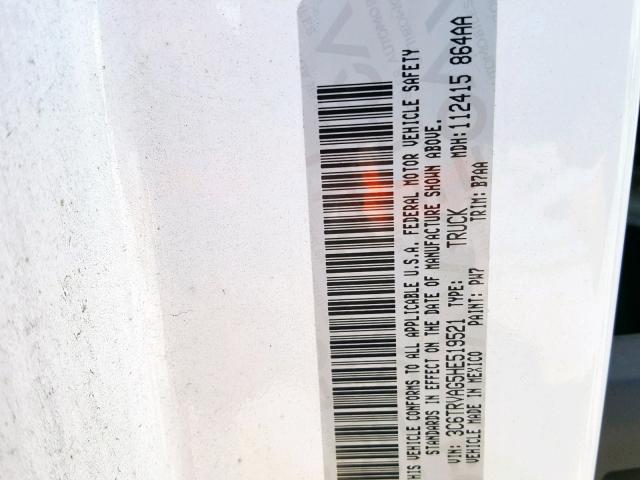 HIS VEHICLE CONFORMS TO ALL APPLICABLE U.S.A. FEDERAL MOTOR VEHICLE SAFETY
STANDARDS IN EFFECT ON THE DATE OF MANUFACTURE SHOWN ABOVE.
VIN: 3C6TRVAG5HE519521 TYPE: TRUCK MDH: 112415 864AA
VEHICLE MADE IN MEXICO PAINT: PW7 TRIM: B7AA